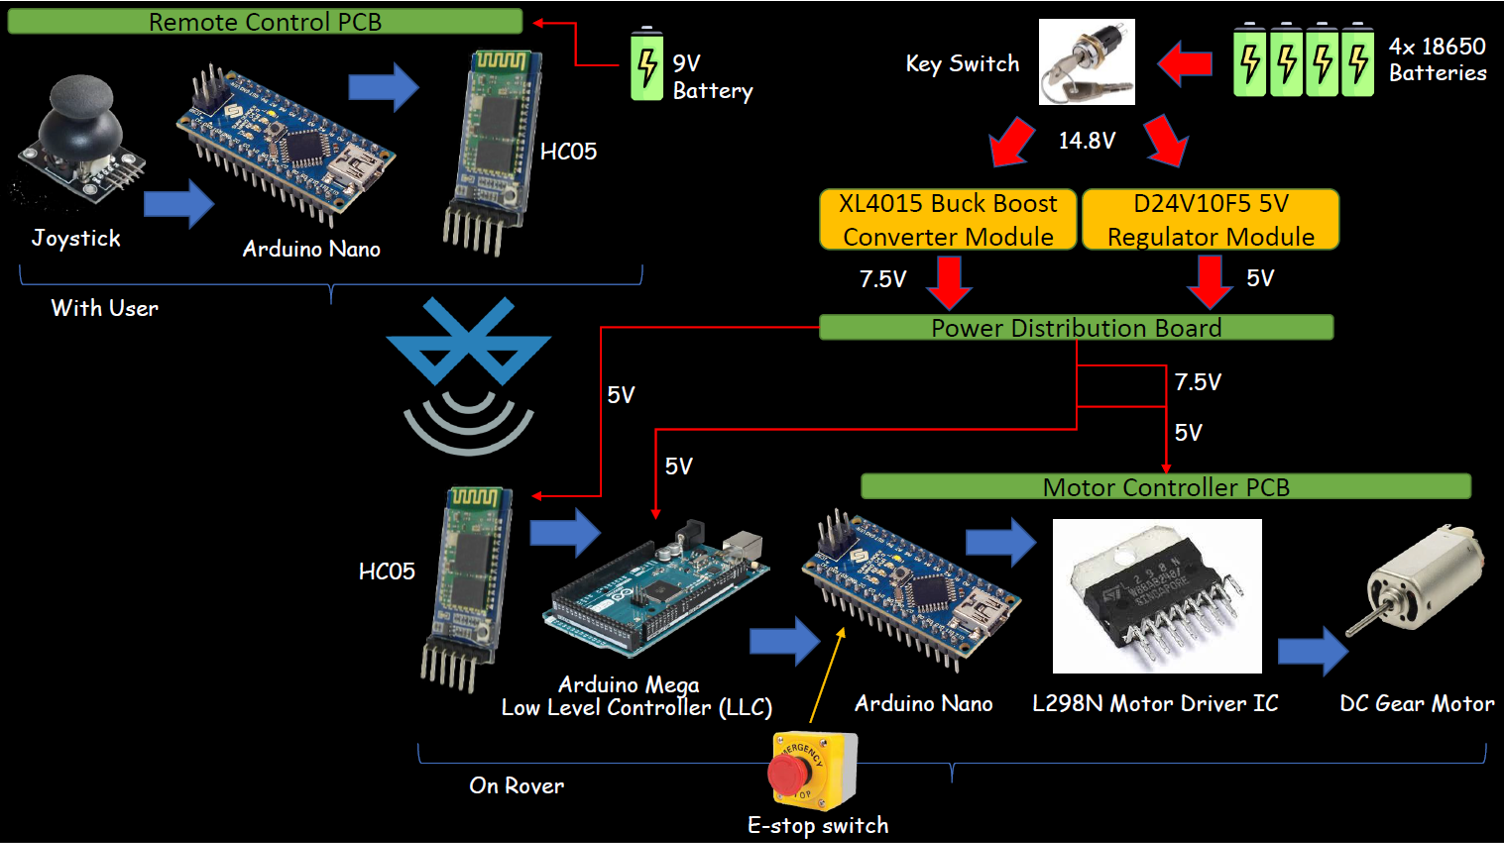 Remote Control PCB
9V
Battery
Key Switch
4x 18650
Batteries
14.8V
HC05
Joystick
Arduino Nano
XL4015 Buck Boost
Converter Module
D24V10F5 5V
Regulator Module
7.5V
5V
With User
Power Distribution Board
5V
7.5V
5V
5V
Motor Controller PCB
HC05
L298N
SINGAPORE
Arduino Mega
Low Level Controller (LLC)
Arduino Nano
L298N Motor Driver IC
DC Gear Motor
EMERGENCY
On Rover
E-stop switch